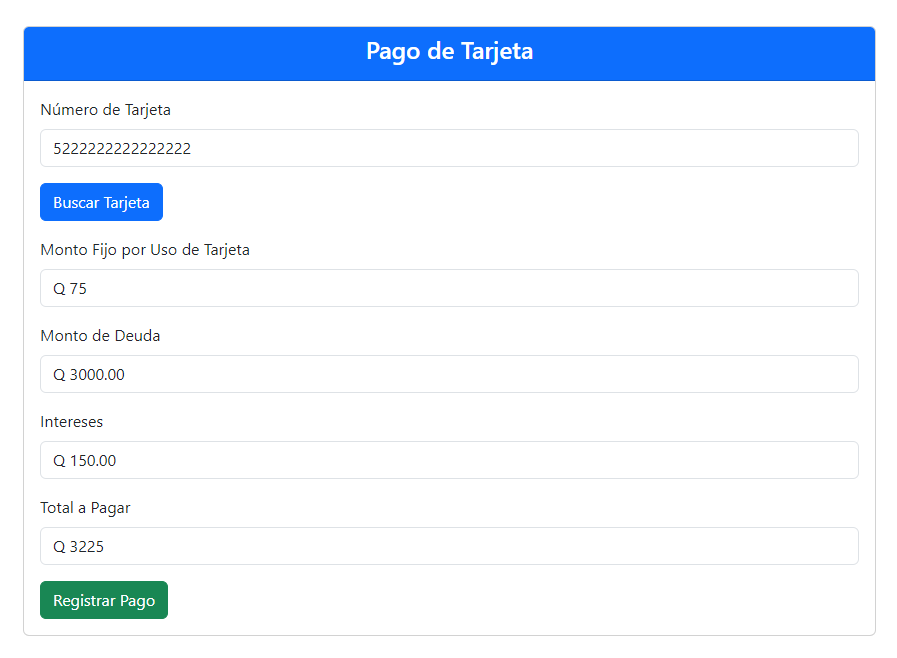 Pago de Tarjeta
Número de Tarjeta
5222222222222222
Buscar Tarjeta
Monto Fijo por Uso de Tarjeta
Q 75
Monto de Deuda
Q 3000.00
Intereses
Q 150.00
Total a Pagar
Q 3225
Registrar Pago